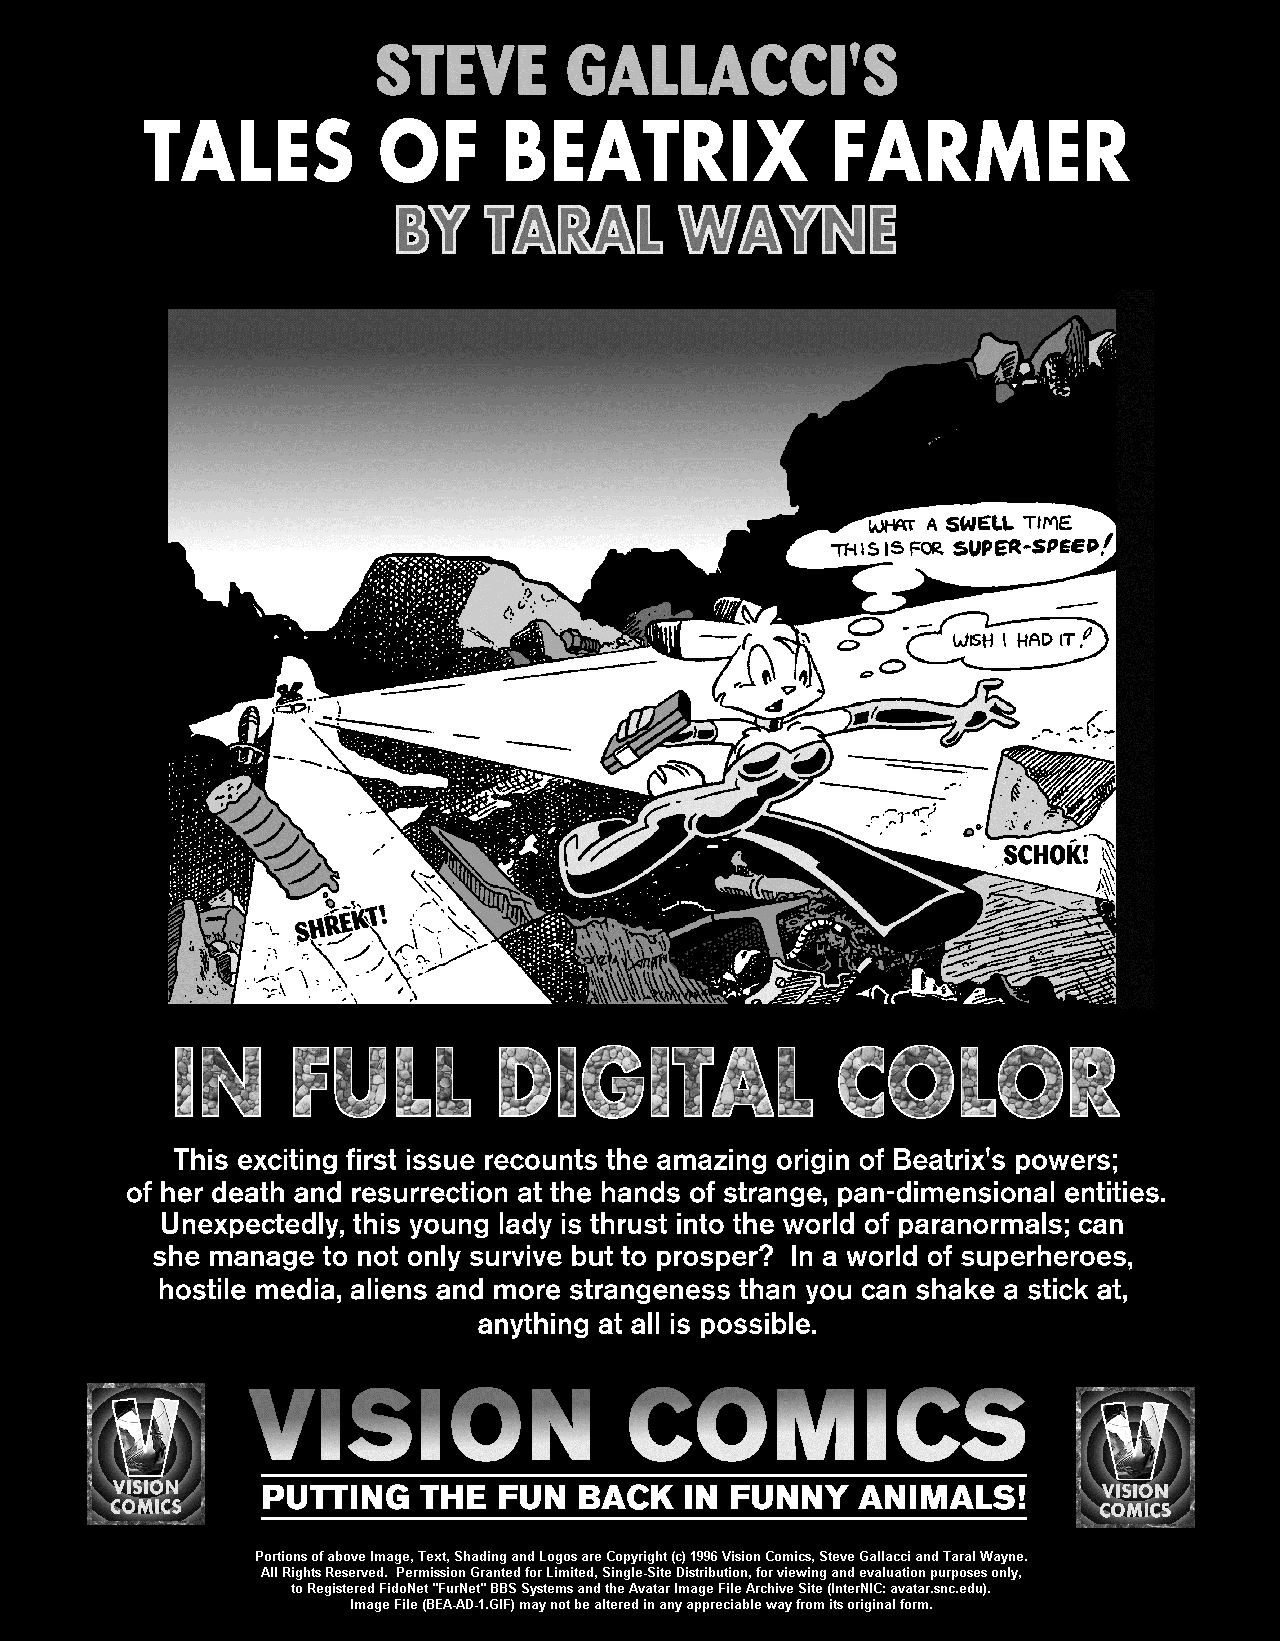 STEVE GALLACCI'S
TALES OF BEATRIX FARMER
BY TARAL WAYNE
WHAT A SWELL TIME
THIS IS FOR SUPER-SPEED!
WISH I HAD IT!
SCHOK!
SHREKT!
IN FULL DIGITAL COLOR
This exciting first issue recounts the amazing origin of Beatrix's powers;
of her death and resurrection at the hands of strange, pan-dimensional entities.
Unexpectedly, this young lady is thrust into the world of paranormals; can
she manage to not only survive but to prosper?  In a world of superheroes,
hostile media, aliens and more strangeness than you can shake a stick at,
anything at all is possible.
V
VISION
COMICS
VISION COMICS
PUTTING THE FUN BACK IN FUNNY ANIMALS!
V
VISION
COMICS
Portions of above Image, Text, Shading and Logos are Copyright (c) 1996 Vision Comics, Steve Gallacci and Taral Wayne.
All Rights Reserved.  Permission Granted for Limited, Single-Site Distribution, for viewing and evaluation purposes only,
to Registered FidoNet "FurNet" BBS Systems and the Avatar Image File Archive Site (InterNIC: avatar.snc.edu).
Image File (BEA-AD-1.GIF) may not be altered in any appreciable way from its original form.